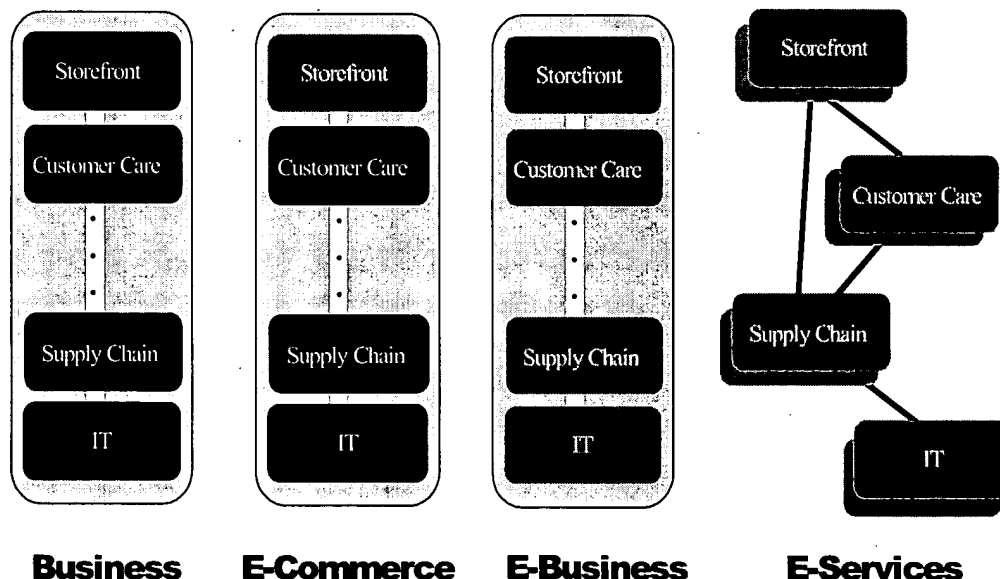 Storefront
Customer Care
Supply Chain
IT
Business
Storefront
Customer Care
Supply Chain
IT
E-Commerce
Storefront
Customer Care
Supply Chain
IT
E-Business
Storefront
Customer Care
Supply Chain
IT
E-Services